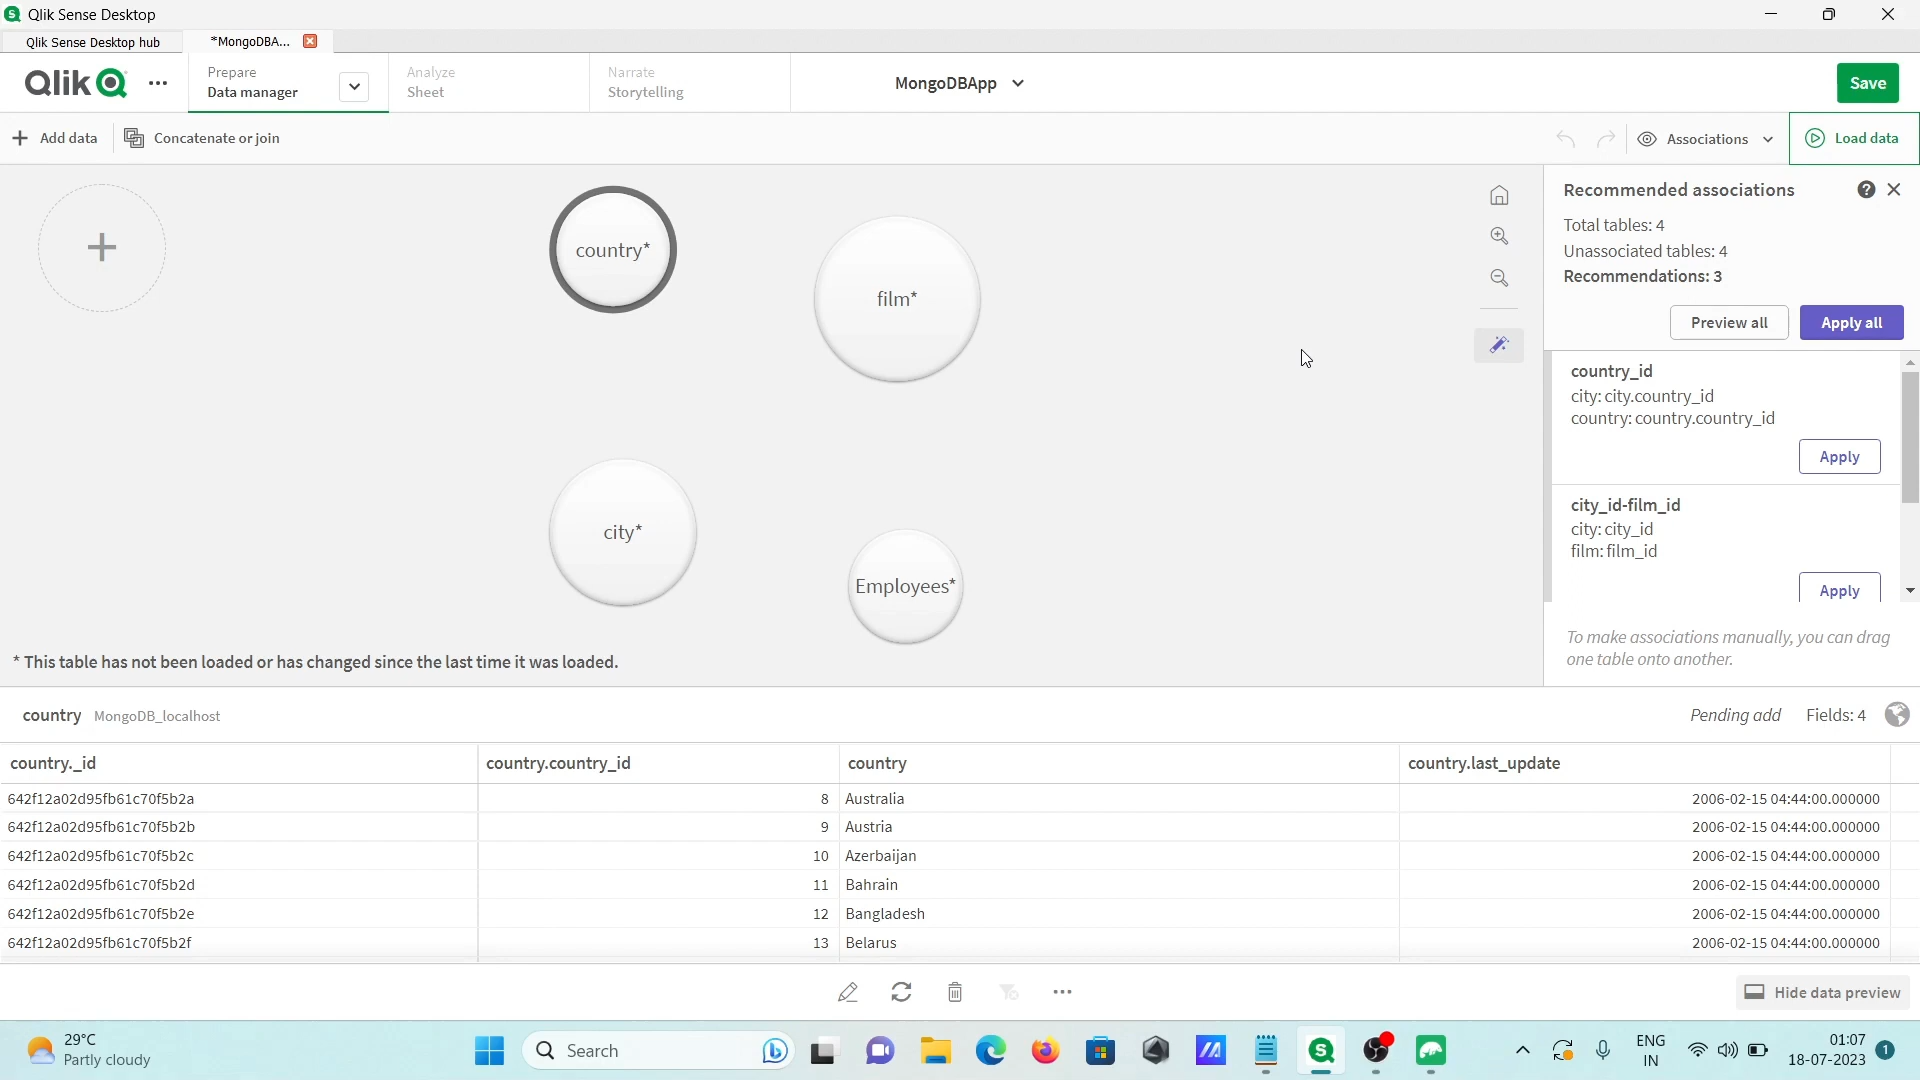 Qlik Sense Desktop
Qlik Sense Desktop hub
*MongoDBA...
Qlik
Prepare
Data manager
Analyze
Sheet
Narrate
Storytelling
MongoDBApp
Save
Add data
Concatenate or join
Associations
Load data
country*
film*
city*
Employees*
* This table has not been loaded or has changed since the last time it was loaded.
Recommended associations
Total tables: 4
Unassociated tables: 4
Recommendations: 3
Preview all
Apply all
country_id
city: city.country_id
country: country.country_id
Apply
city_id-film_id
city: city_id
film: film_id
Apply
To make associations manually, you can drag
one table onto another.
country MongoDB_localhost
Pending add Fields: 4
country._id country.country_id country country.last_update
642f12a02d95fb61c70f5b2a 8 Australia 2006-02-15 04:44:00.000000
642f12a02d95fb61c70f5b2b 9 Austria 2006-02-15 04:44:00.000000
642f12a02d95fb61c70f5b2c 10 Azerbaijan 2006-02-15 04:44:00.000000
642f12a02d95fb61c70f5b2d 11 Bahrain 2006-02-15 04:44:00.000000
642f12a02d95fb61c70f5b2e 12 Bangladesh 2006-02-15 04:44:00.000000
642f12a02d95fb61c70f5b2f 13 Belarus 2006-02-15 04:44:00.000000
Hide data preview
29°C
Partly cloudy
Search
ENG
IN
01:07
18-07-2023
1